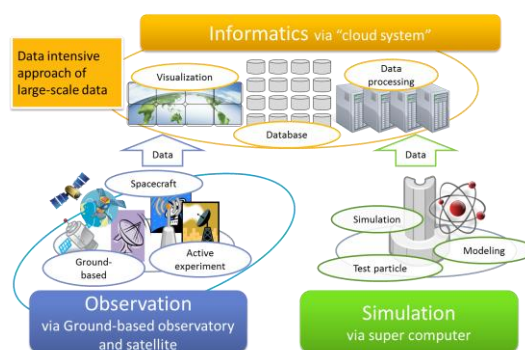 Informatics via "cloud system"
Data intensive
approach of
large-scale data
Visualization
Data
processing
Database
Data
Data
Spacecraft
Ground-
based
Active
experiment
Simulation
Modeling
Test particle
Observation
via Ground-based observatory
and satellite
Simulation
via super computer